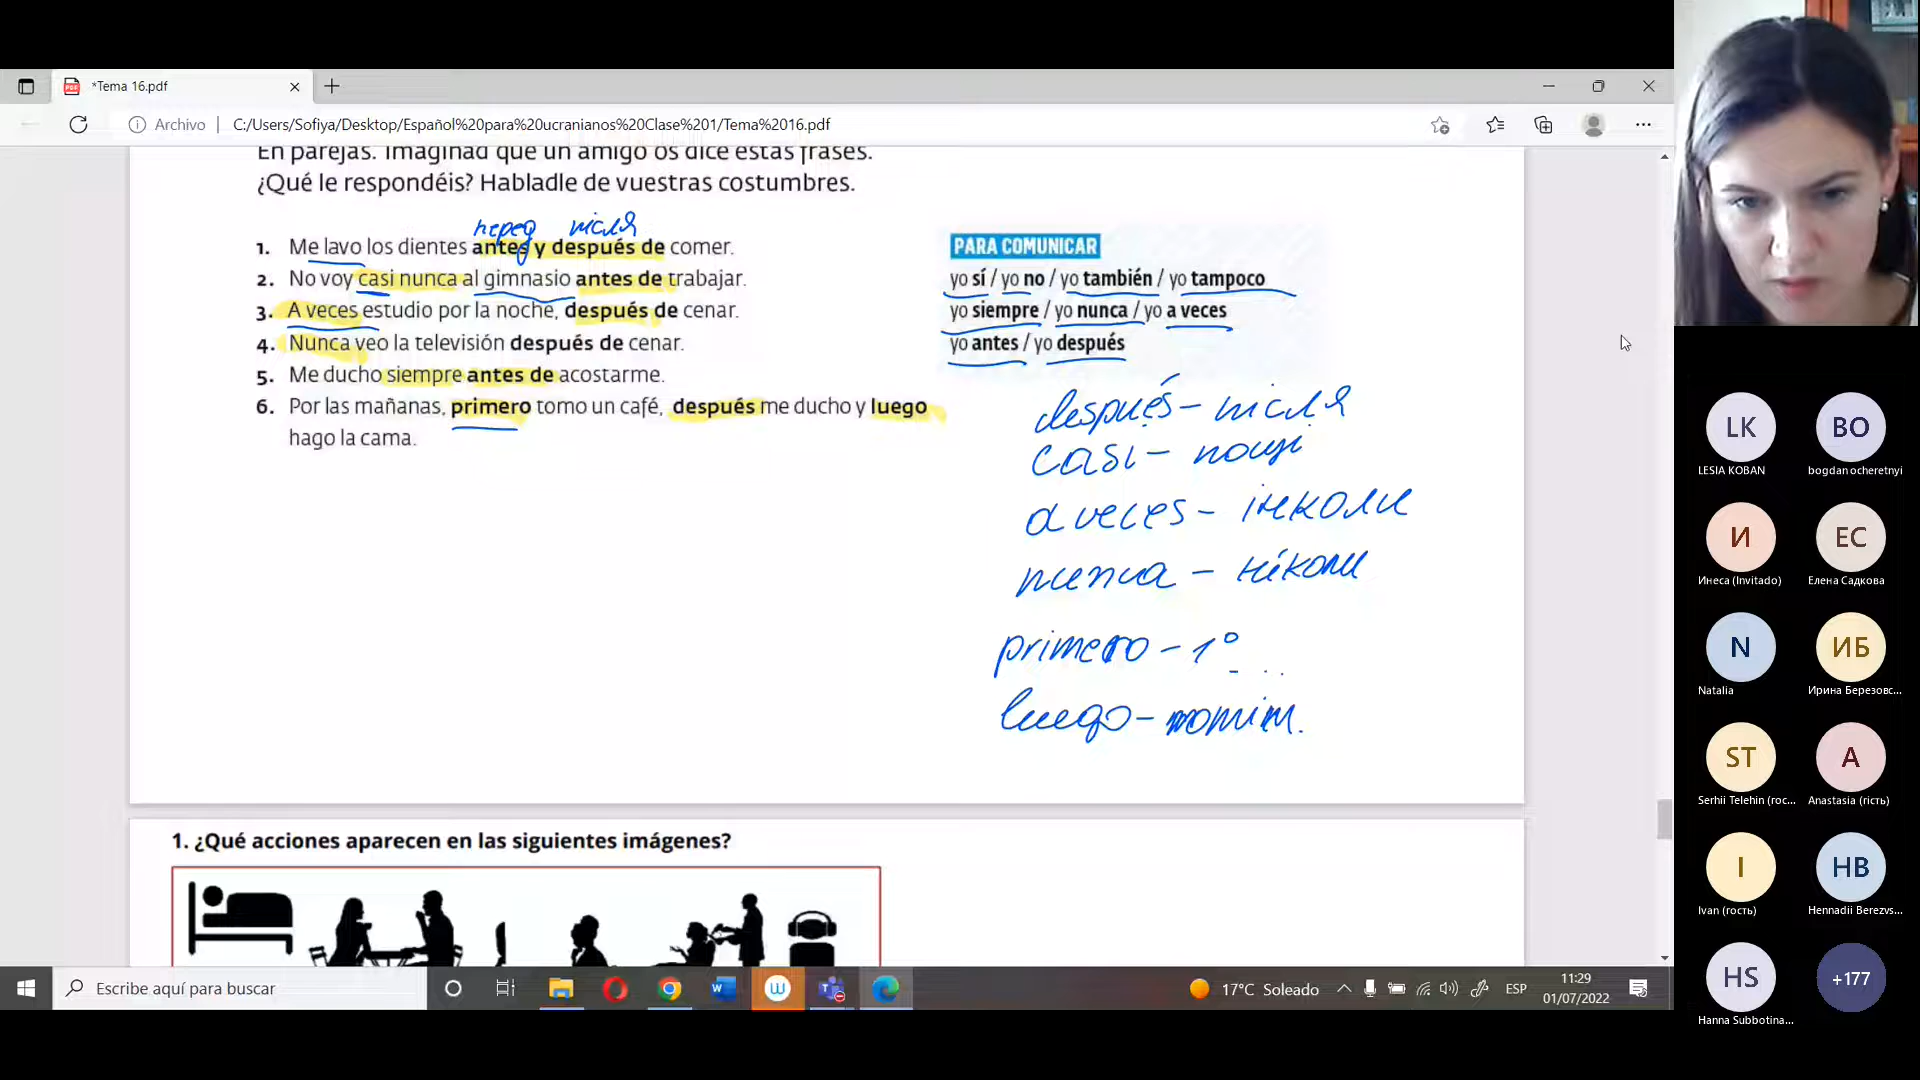 *Tema 16.pdf
Archivo | C:/Users/Sofiya/Desktop/Español%20para%20ucranianos%20Clase%201/Tema%2016.pdf
En parejas. Imaginad que un amigo os dice estas frases.
¿Qué le respondéis? Habladle de vuestras costumbres.
перед після
1. Me lavo los dientes antes y después de comer.
2. No voy casi nunca al gimnasio antes de trabajar.
3. A veces estudio por la noche, después de cenar.
4. Nunca veo la televisión después de cenar.
5. Me ducho siempre antes de acostarme.
6. Por las mañanas, primero tomo un café, después me ducho y luego
hago la cama.
PARA COMUNICAR
yo sí / yo no / yo también / yo tampoco
yo siempre / yo nunca / yo a veces
yo antes / yo después
después – після
casi –
a veces – інколи
nunca – ніколи
primero – 1º ...
luego – потім.
1. ¿Qué acciones aparecen en las siguientes imágenes?
LK
LESIA KOBAN
BO
bogdan ocheretnyi
И
Инеса (Invitado)
ЕС
Елена Садкова
N
Natalia
ИБ
Ирина Березовс...
ST
Serhii Telehin (гос...
A
Anastasia (гість)
I
Ivan (гость)
HB
Hennadii Berezvs...
HS
Hanna Subbotina...
+177
Escribe aquí para buscar
17°C Soleado
ESP
11:29
01/07/2022